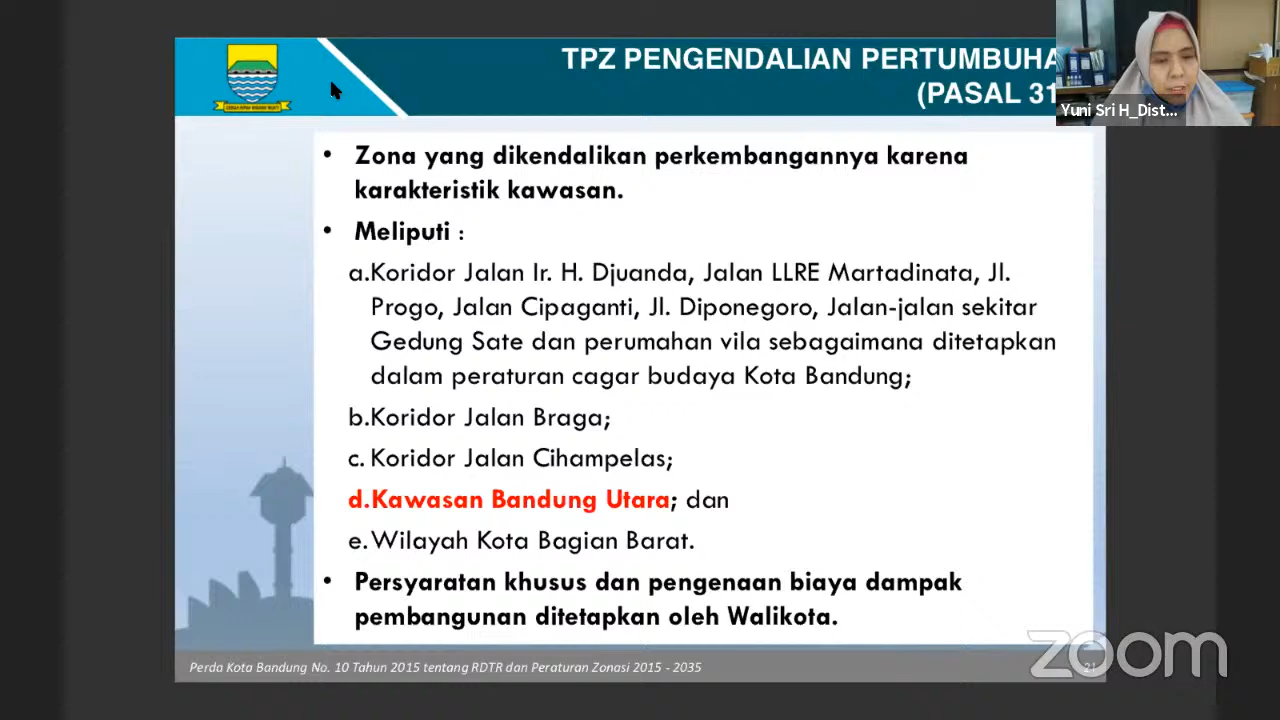 TPZ PENGENDALIAN PERTUMBUHA
(PASAL 31
Yuni Sri H_Dist...
• Zona yang dikendalikan perkembangannya karena
karakteristik kawasan.
• Meliputi :
a.Koridor Jalan Ir. H. Djuanda, Jalan LLRE Martadinata, Jl.
Progo, Jalan Cipaganti, Jl. Diponegoro, Jalan-jalan sekitar
Gedung Sate dan perumahan vila sebagaimana ditetapkan
dalam peraturan cagar budaya Kota Bandung;
b.Koridor Jalan Braga;
c. Koridor Jalan Cihampelas;
d.Kawasan Bandung Utara; dan
e.Wilayah Kota Bagian Barat.
• Persyaratan khusus dan pengenaan biaya dampak
pembangunan ditetapkan oleh Walikota.
Perda Kota Bandung No. 10 Tahun 2015 tentang RDTR dan Peraturan Zonasi 2015 - 2035
21
zoom